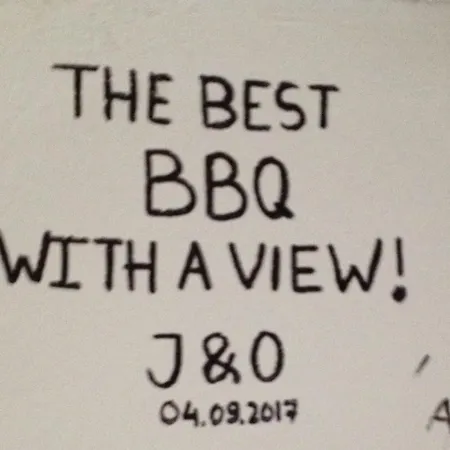 THE BEST
BBQ
WITH A VIEW!
J & O
04.09.2017
A